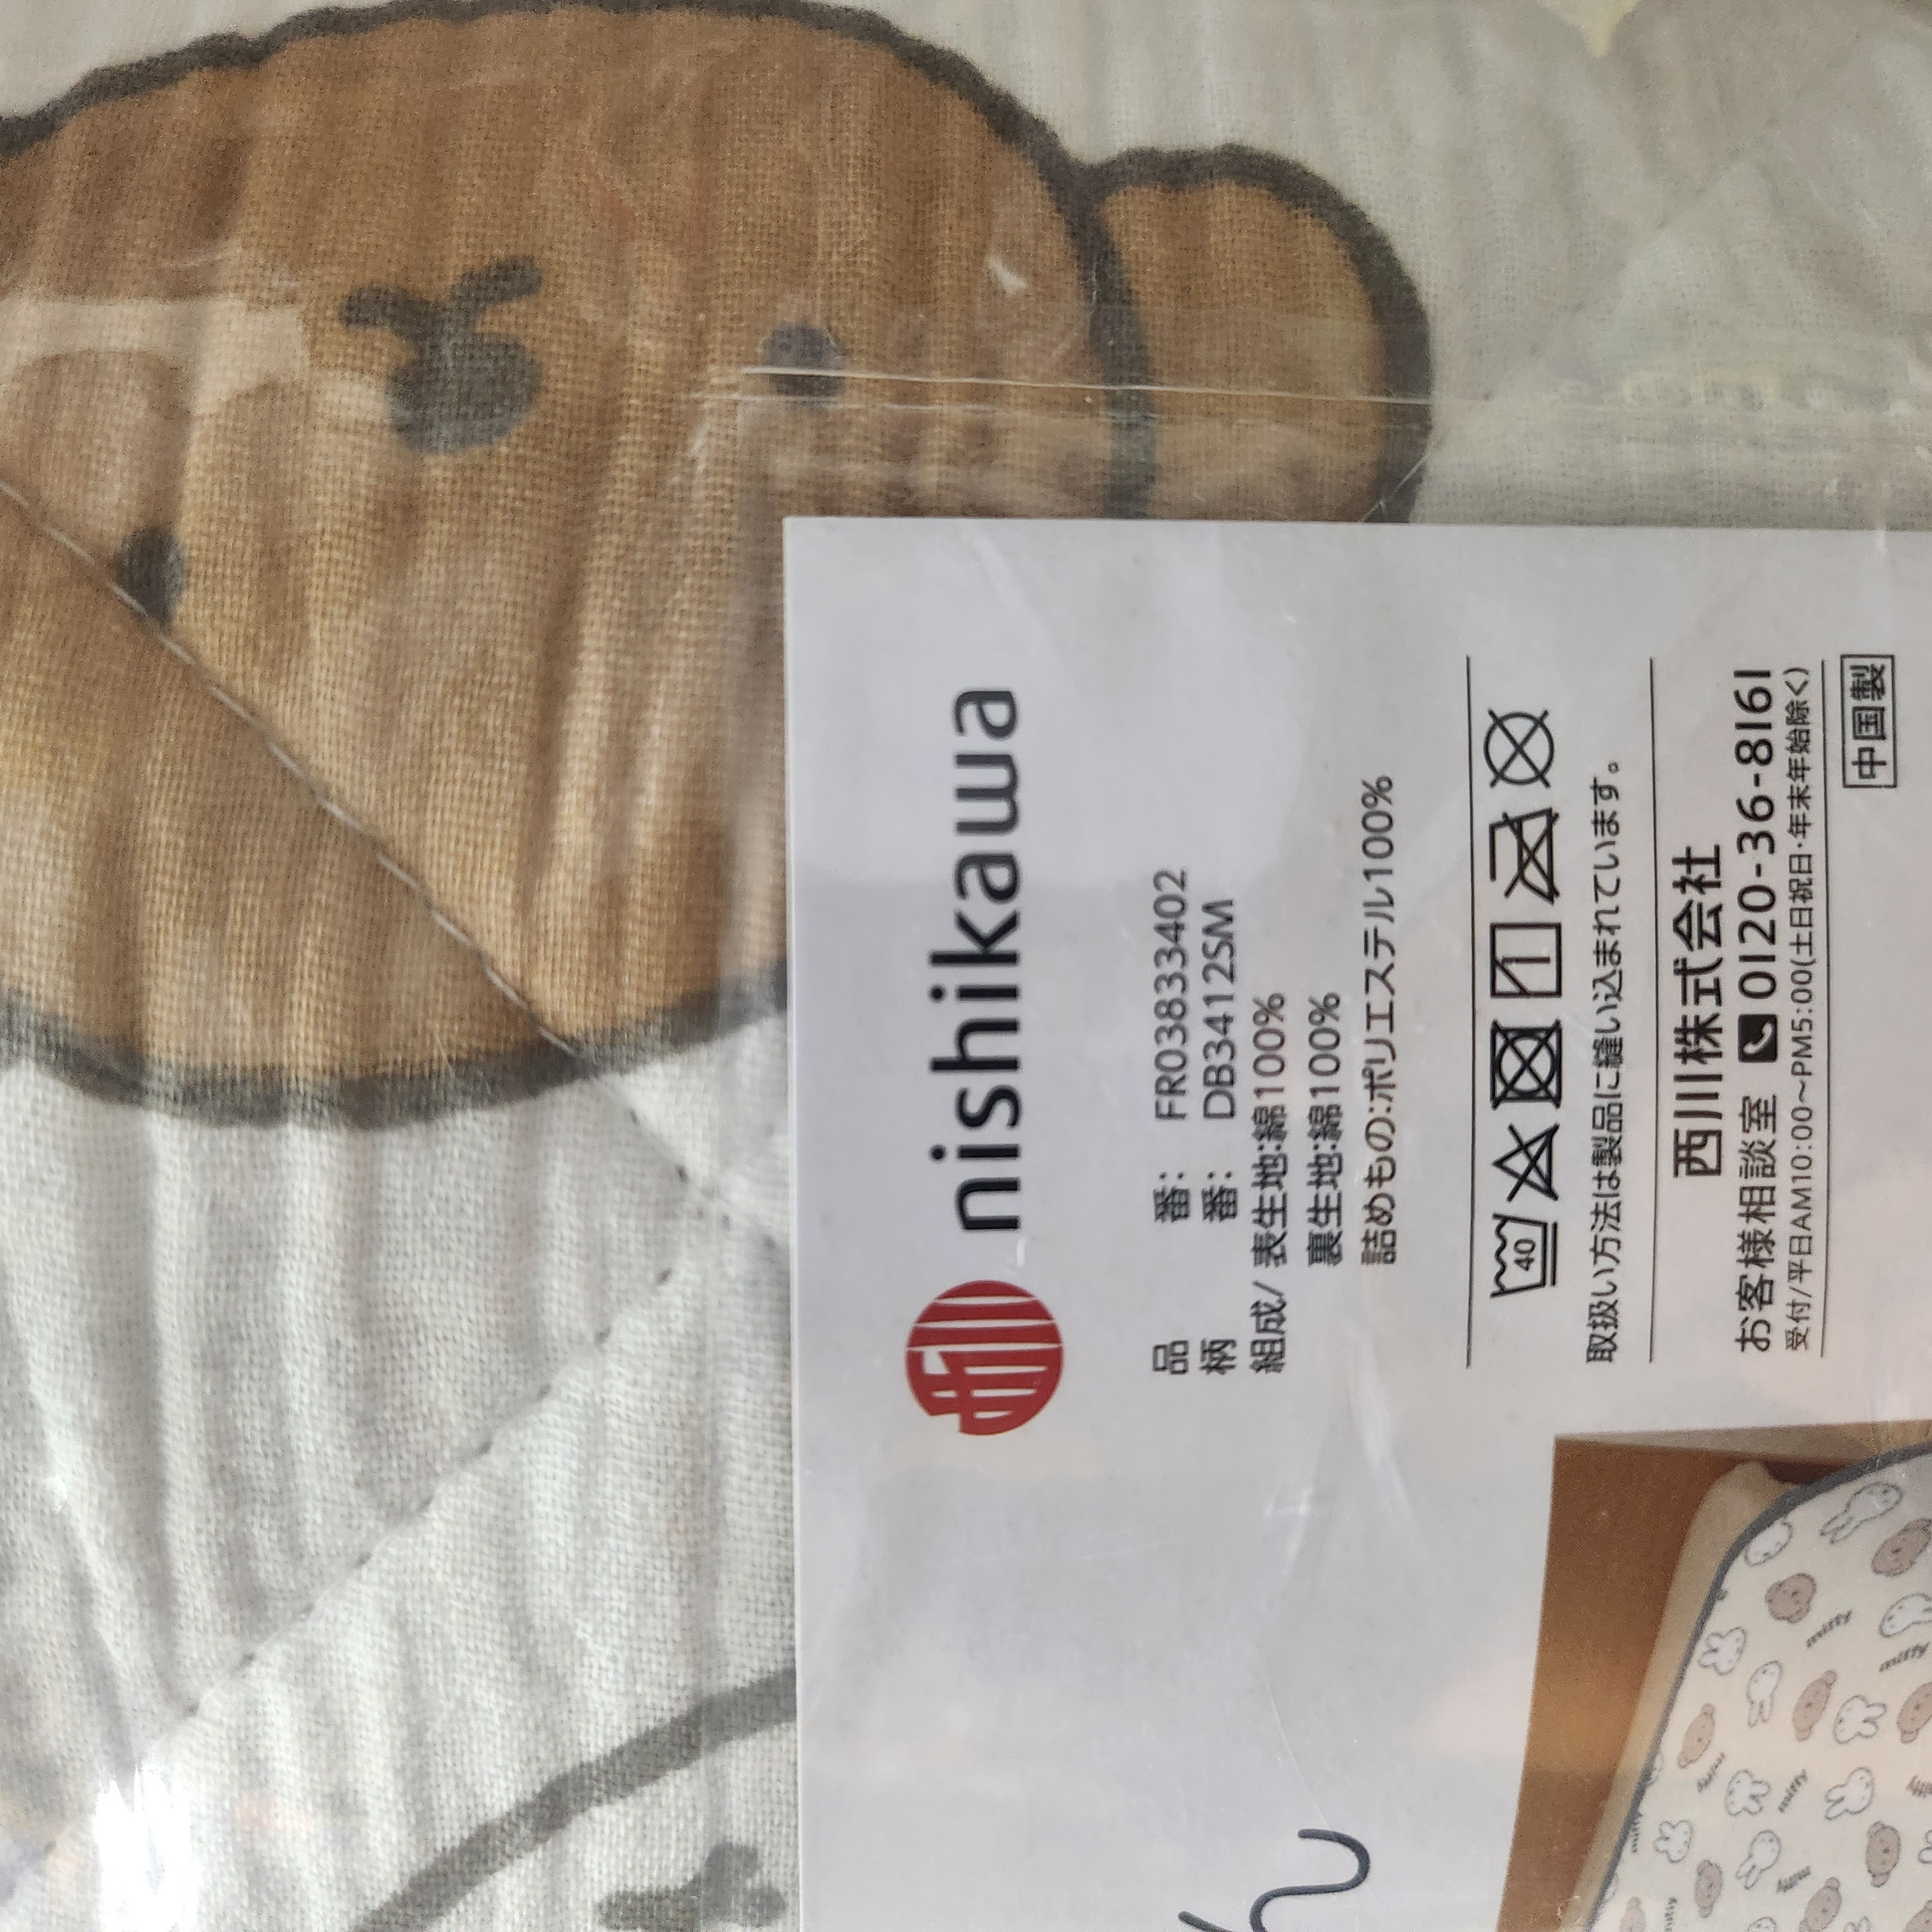 nishikawa
品 番： FR03833402
柄 番： DB3412SM
組成/ 表生地:綿100%
裏生地:綿100%
詰めもの:ポリエステル100%
40
取扱い方法は製品に縫い込まれています。
西川株式会社
お客様相談室 0120-36-8161
受付/平日AM10:00〜PM5:00(土日祝日・年末年始除く)
中国製
miffy
miffy
miffy
miffy